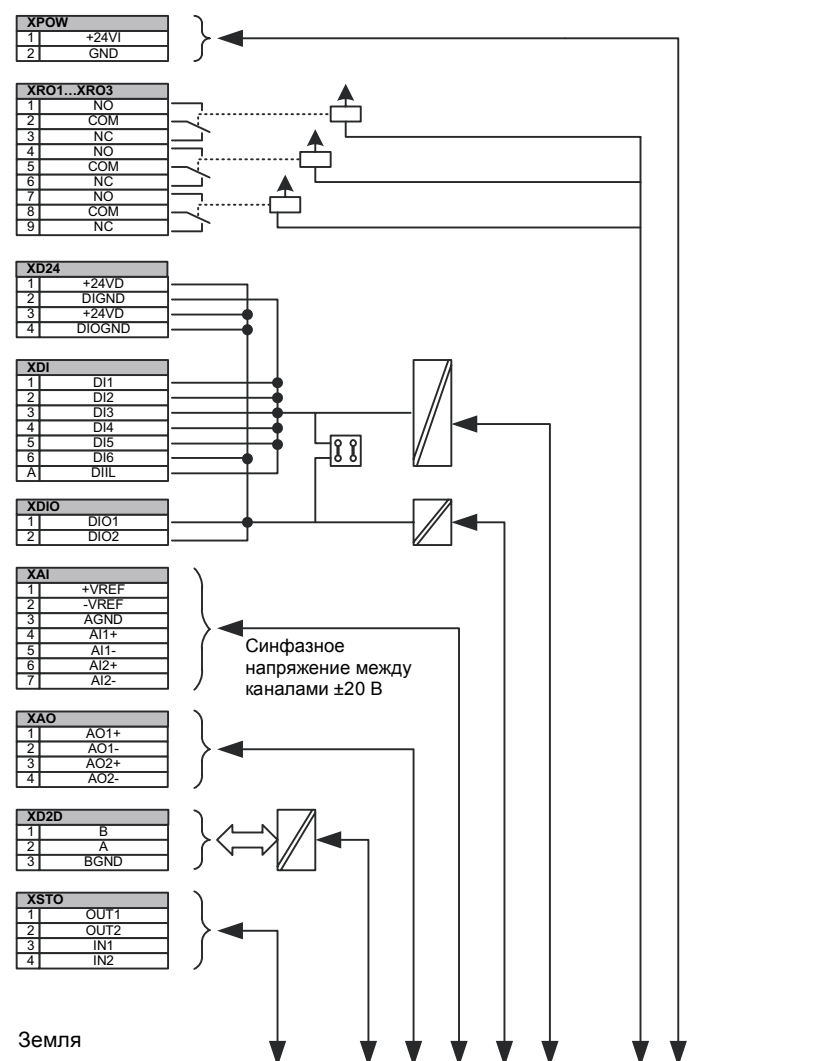 XPOW
1 +24VI
2 GND
XRO1…XRO3
1 NO
2 COM
3 NC
4 NO
5 COM
6 NC
7 NO
8 COM
9 NC
XD24
1 +24VD
2 DIGND
3 +24VD
4 DIOGND
XDI
1 DI1
2 DI2
3 DI3
4 DI4
5 DI5
6 DI6
A DIIL
XDIO
1 DIO1
2 DIO2
XAI
1 +VREF
2 -VREF
3 AGND
4 AI1+
5 AI1-
6 AI2+
7 AI2-
Синфазное
напряжение между
каналами ±20 В
XAO
1 AO1+
2 AO1-
3 AO2+
4 AO2-
XD2D
1 B
2 A
3 BGND
XSTO
1 OUT1
2 OUT2
3 IN1
4 IN2
Земля